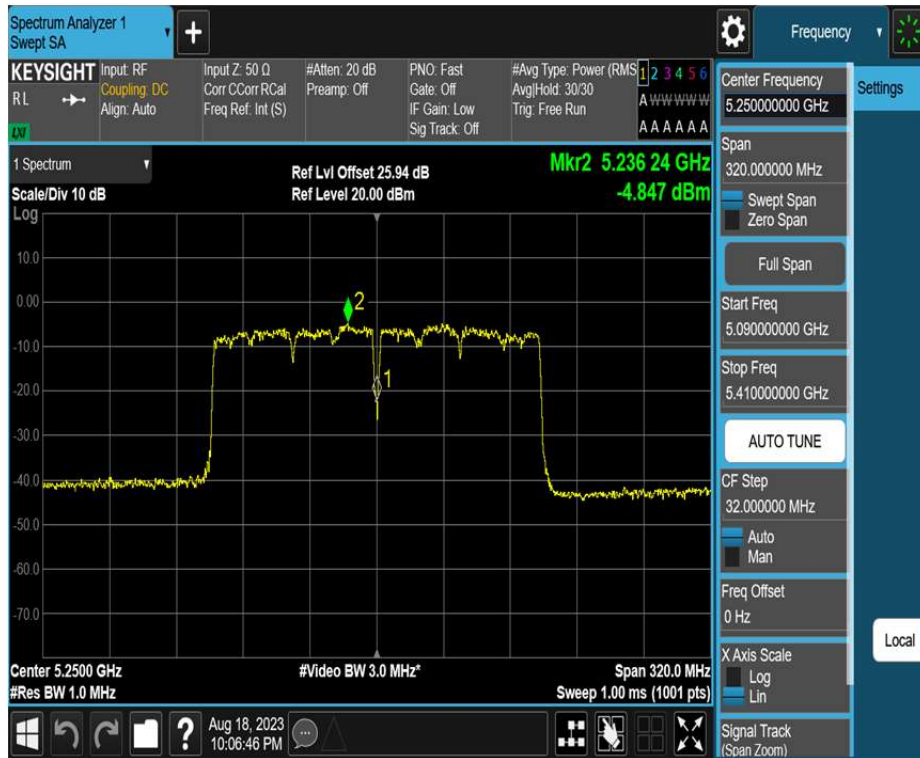 Spectrum Analyzer 1
Swept SA
+
Frequency
KEYSIGHT
R L
LXI
Input: RF
Coupling: DC
Align: Auto
Input Z: 50 Ω
Corr CCorr RCal
Freq Ref: Int (S)
#Atten: 20 dB
Preamp: Off
PNO: Fast
Gate: Off
IF Gain: Low
Sig Track: Off
#Avg Type: Power (RMS
Avg|Hold: 30/30
Trig: Free Run
1 2 3 4 5 6
A W W W W W
A A A A A A
1 Spectrum
Scale/Div 10 dB
Log
Ref Lvl Offset 25.94 dB
Ref Level 20.00 dBm
Mkr2 5.236 24 GHz
-4.847 dBm
10.0
0.00
-10.0
-20.0
-30.0
-40.0
-50.0
-60.0
-70.0
2
1
Center 5.2500 GHz
#Res BW 1.0 MHz
#Video BW 3.0 MHz*
Span 320.0 MHz
Sweep 1.00 ms (1001 pts)
?
Aug 18, 2023
10:06:46 PM
Center Frequency
5.250000000 GHz
Span
320.000000 MHz
Swept Span
Zero Span
Full Span
Start Freq
5.090000000 GHz
Stop Freq
5.410000000 GHz
AUTO TUNE
CF Step
32.000000 MHz
Auto
Man
Freq Offset
0 Hz
X Axis Scale
Log
Lin
Signal Track
(Span Zoom)
Settings
Local